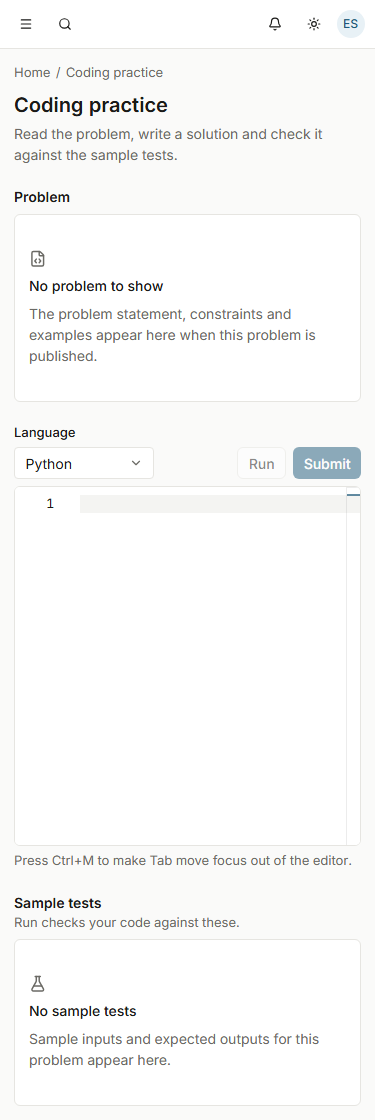 ES
Home / Coding practice
Coding practice
Read the problem, write a solution and check it
against the sample tests.
Problem
No problem to show
The problem statement, constraints and
examples appear here when this problem is
published.
Language
Python
Run
Submit
1
Press Ctrl+M to make Tab move focus out of the editor.
Sample tests
Run checks your code against these.
No sample tests
Sample inputs and expected outputs for this
problem appear here.